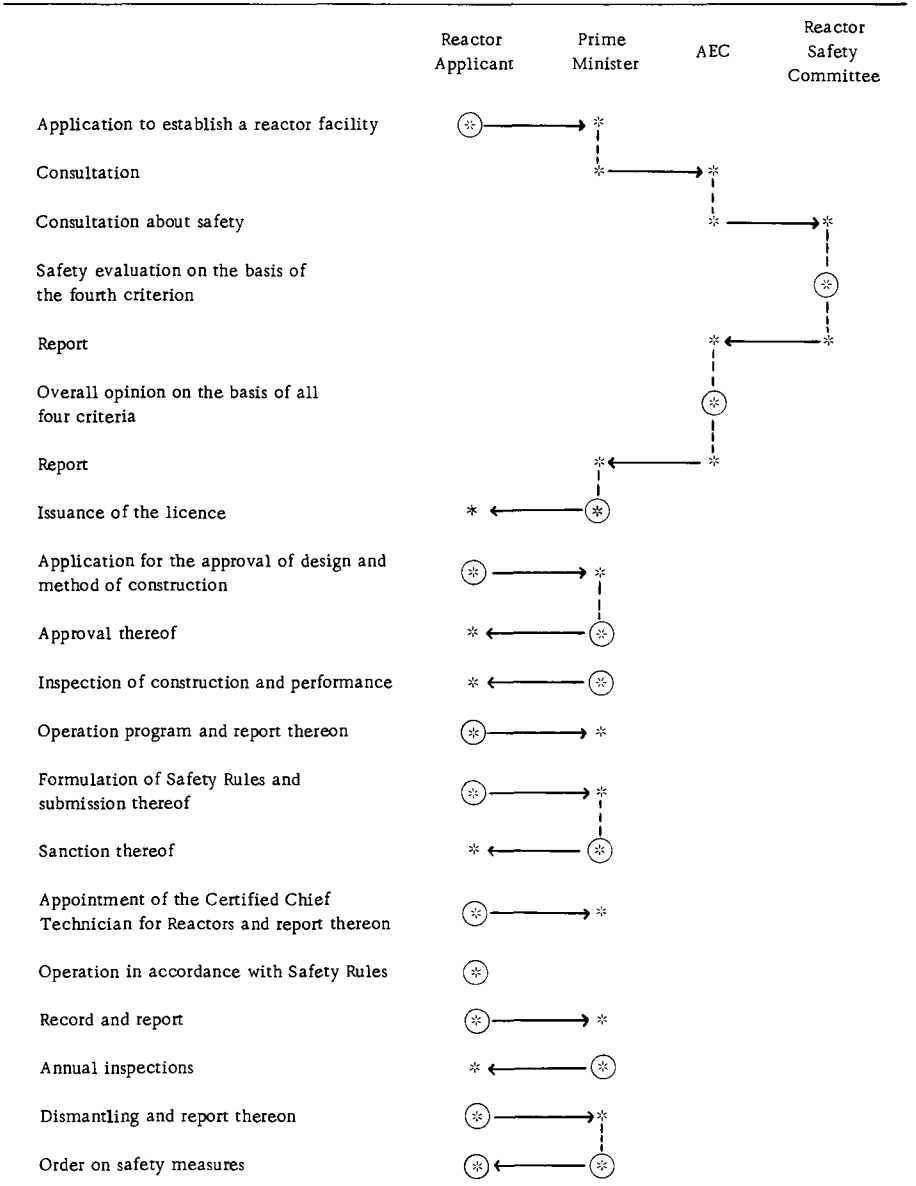 Reactor
Applicant
Prime
Minister
AEC
Reactor
Safety
Committee
Application to establish a reactor facility
Consultation
Consultation about safety
Safety evaluation on the basis of
the fourth criterion
Report
Overall opinion on the basis of all
four criteria
Report
Issuance of the licence
Application for the approval of design and
method of construction
Approval thereof
Inspection of construction and performance
Operation program and report thereon
Formulation of Safety Rules and
submission thereof
Sanction thereof
Appointment of the Certified Chief
Technician for Reactors and report thereon
Operation in accordance with Safety Rules
Record and report
Annual inspections
Dismantling and report thereon
Order on safety measures